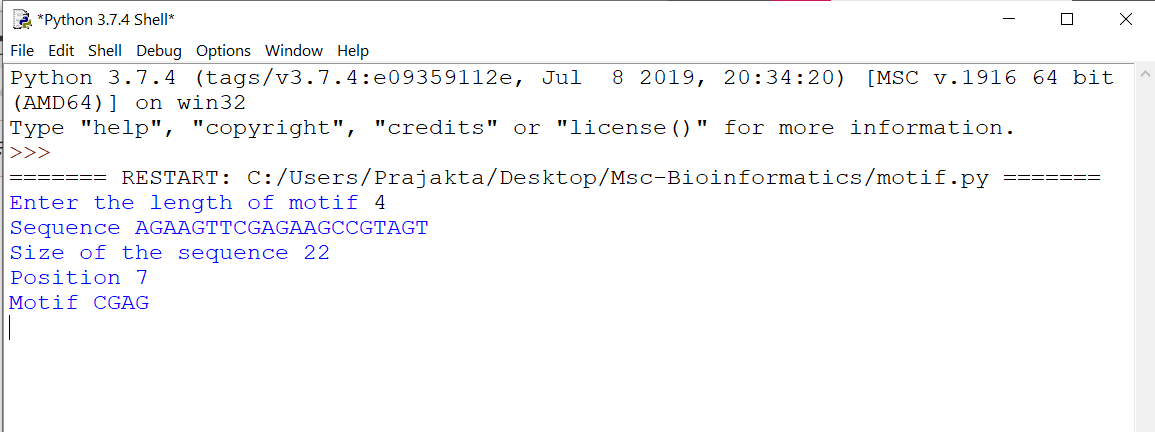 *Python 3.7.4 Shell*
File Edit Shell Debug Options Window Help
Python 3.7.4 (tags/v3.7.4:e09359112e, Jul  8 2019, 20:34:20) [MSC v.1916 64 bit
(AMD64)] on win32
Type "help", "copyright", "credits" or "license()" for more information.
>>>
======= RESTART: C:/Users/Prajakta/Desktop/Msc-Bioinformatics/motif.py =======
Enter the length of motif 4
Sequence AGAAGTTCGAGAAGCCGTAGT
Size of the sequence 22
Position 7
Motif CGAG